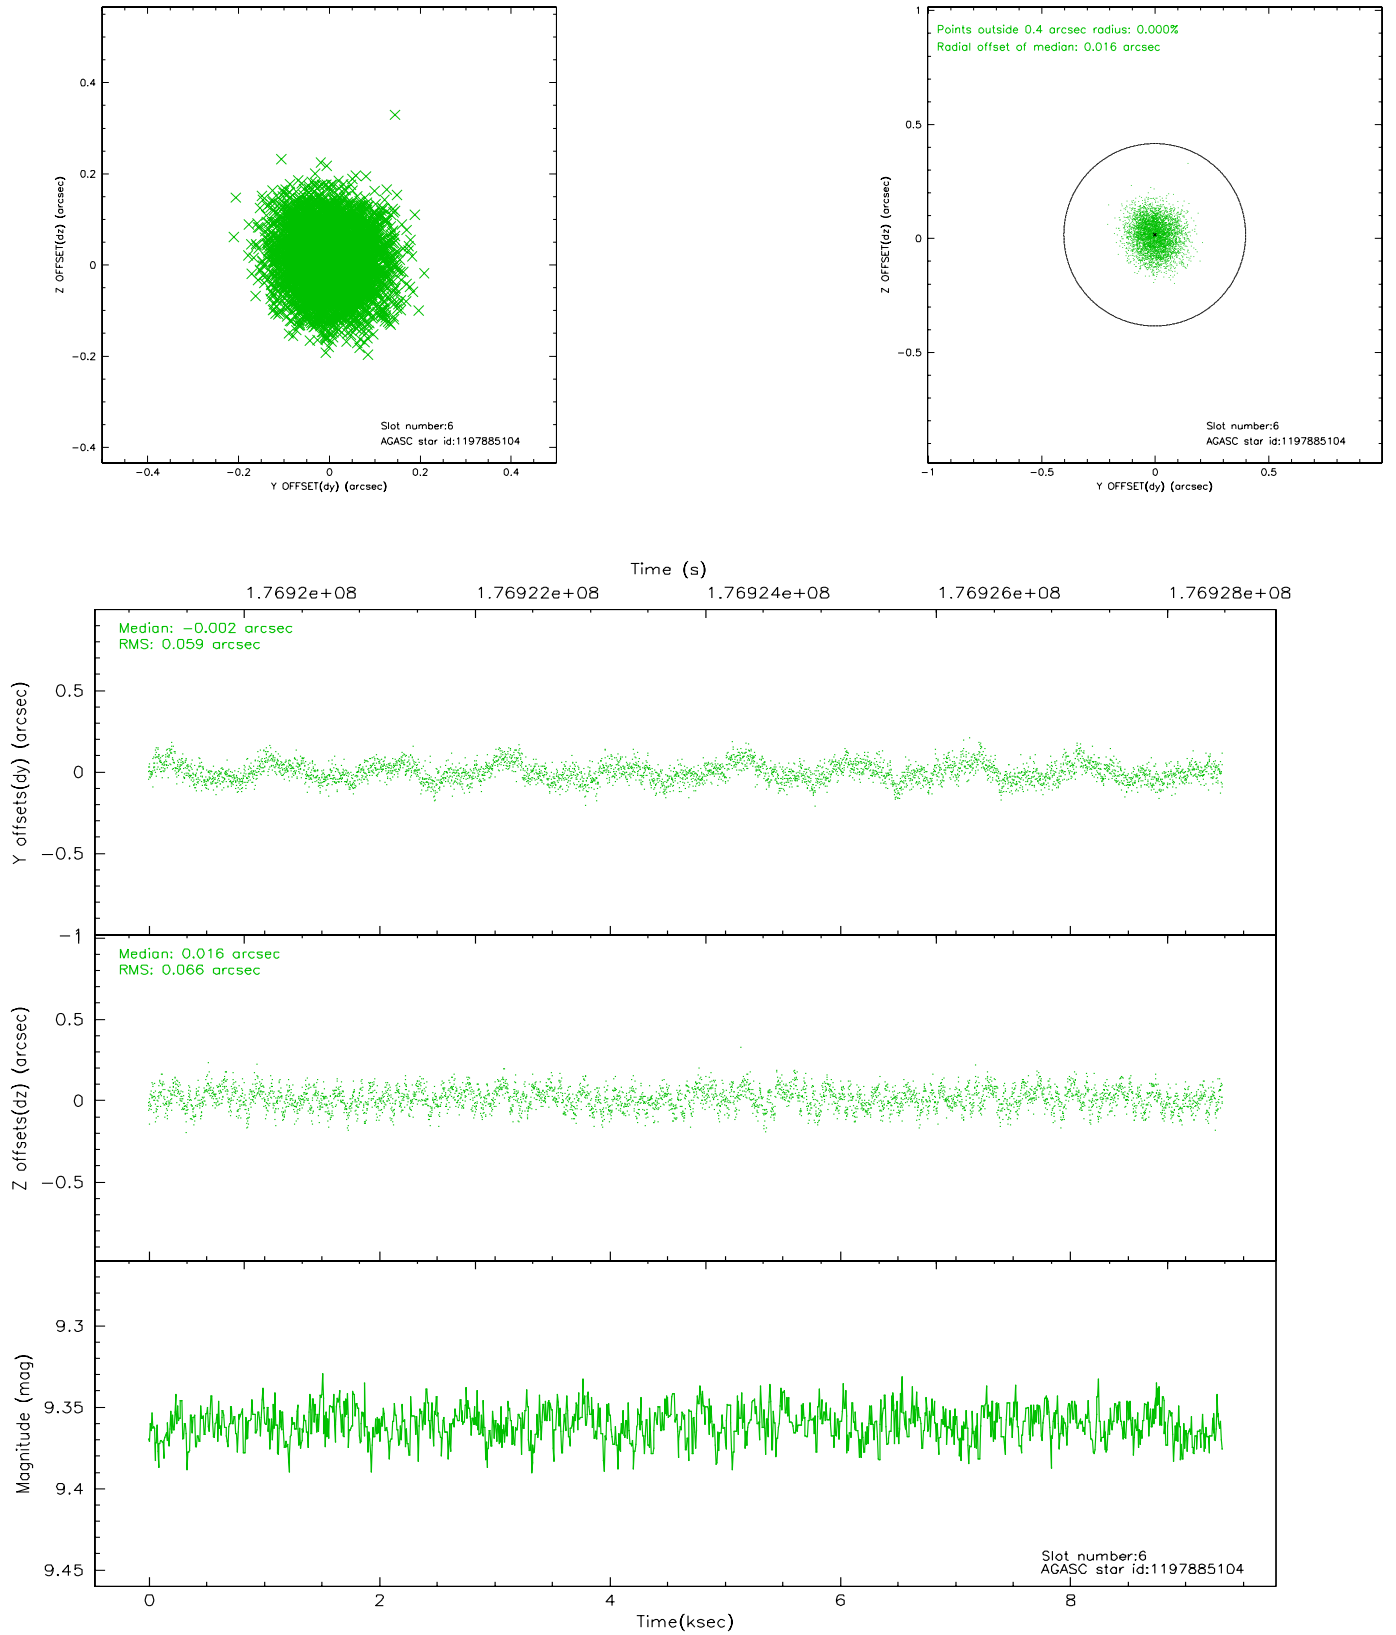 0.4
0.2
0
-0.2
-0.4
Z OFFSET(dz) (arcsec)
Slot number:6
AGASC star id:1197885104
-0.4 -0.2 0 0.2 0.4
Y OFFSET(dy) (arcsec)
1
0.5
0
-0.5
Z OFFSET(dz) (arcsec)
Points outside 0.4 arcsec radius: 0.000%
Radial offset of median: 0.016 arcsec
Slot number:6
AGASC star id:1197885104
-1 -0.5 0 0.5
Y OFFSET(dy) (arcsec)
Time (s)
1.7692e+08 1.76922e+08 1.76924e+08 1.76926e+08 1.76928e+08
Median: -0.002 arcsec
RMS: 0.059 arcsec
0.5
0
-0.5
-1
Y offsets(dy) (arcsec)
Median: 0.016 arcsec
RMS: 0.066 arcsec
1
0.5
0
-0.5
Z offsets(dz) (arcsec)
9.3
9.35
9.4
9.45
Magnitude (mag)
Slot number:6
AGASC star id:1197885104
0 2 4 6 8
Time(ksec)